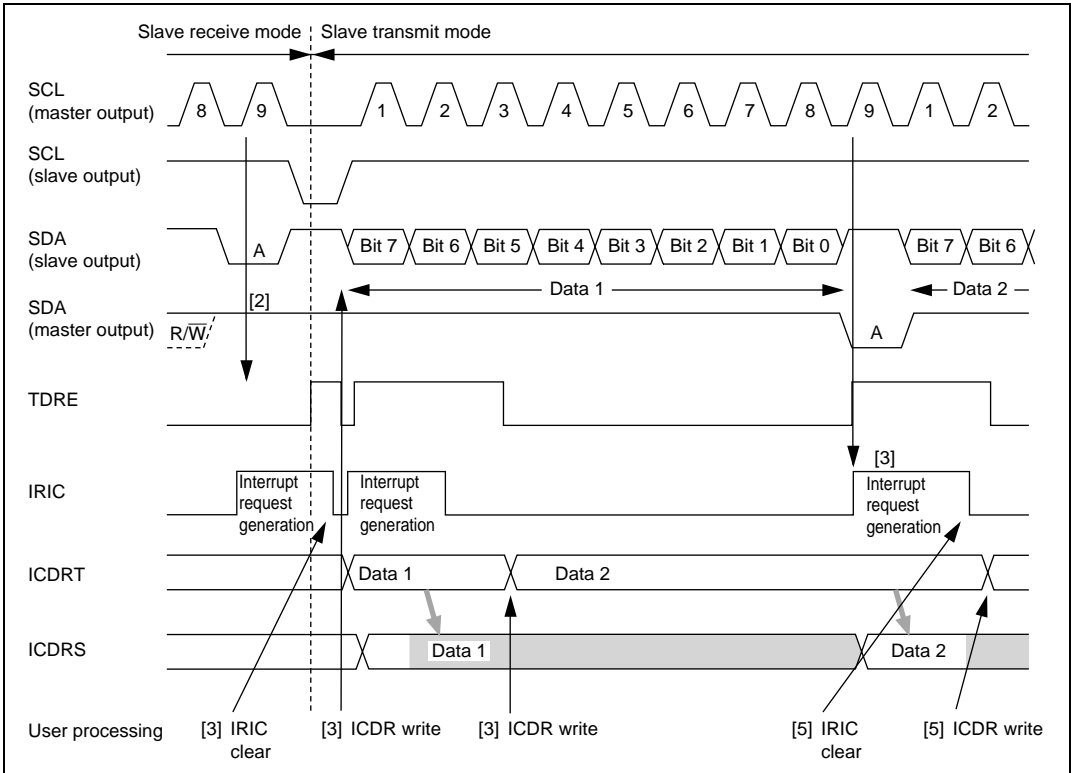 Slave receive mode Slave transmit mode
SCL
(master output)
8 9 1 2 3 4 5 6 7 8 9 1 2
SCL
(slave output)
SDA
(slave output)
A Bit 7 Bit 6 Bit 5 Bit 4 Bit 3 Bit 2 Bit 1 Bit 0 Bit 7 Bit 6
[2] Data 1 Data 2
SDA
(master output)
R/W̅ A
TDRE
[3]
IRIC
Interrupt
request
generation
Interrupt
request
generation
Interrupt
request
generation
ICDRT Data 1 Data 2
ICDRS Data 1 Data 2
User processing
[3] IRIC
clear
[3] ICDR write
[3] ICDR write
[5] IRIC
clear
[5] ICDR write